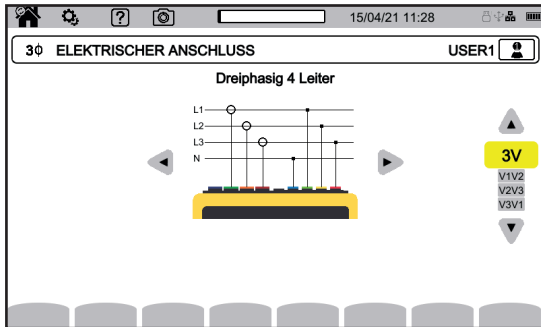 ?
15/04/21 11:28
3ϕ ELEKTRISCHER ANSCHLUSS
USER1
Dreiphasig 4 Leiter
L1
L2
L3
N
3V
V1V2
V2V3
V3V1